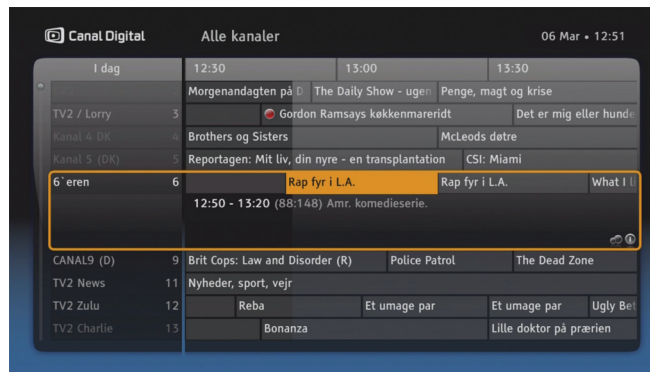 Canal Digital Alle kanaler 06 Mar • 12:51
I dag 12:30 13:00 13:30
Morgenandagten på D The Daily Show - ugen Penge, magt og krise
TV2 / Lorry 3 Gordon Ramsays køkkenmareridt Det er mig eller hunde
Kanal 4 DK 4 Brothers og Sisters McLeods døtre
Kanal 5 (DK) 5 Reportagen: Mit liv, din nyre - en transplantation CSI: Miami
6`eren 6 Rap fyr i L.A. Rap fyr i L.A. What I li
12:50 - 13:20 (88:148) Amr. komedieserie.
CANAL9 (D) 9 Brit Cops: Law and Disorder (R) Police Patrol The Dead Zone
TV2 News 11 Nyheder, sport, vejr
TV2 Zulu 12 Reba Et umage par Et umage par Ugly Bet
TV2 Charlie 13 Bonanza Lille doktor på prærien